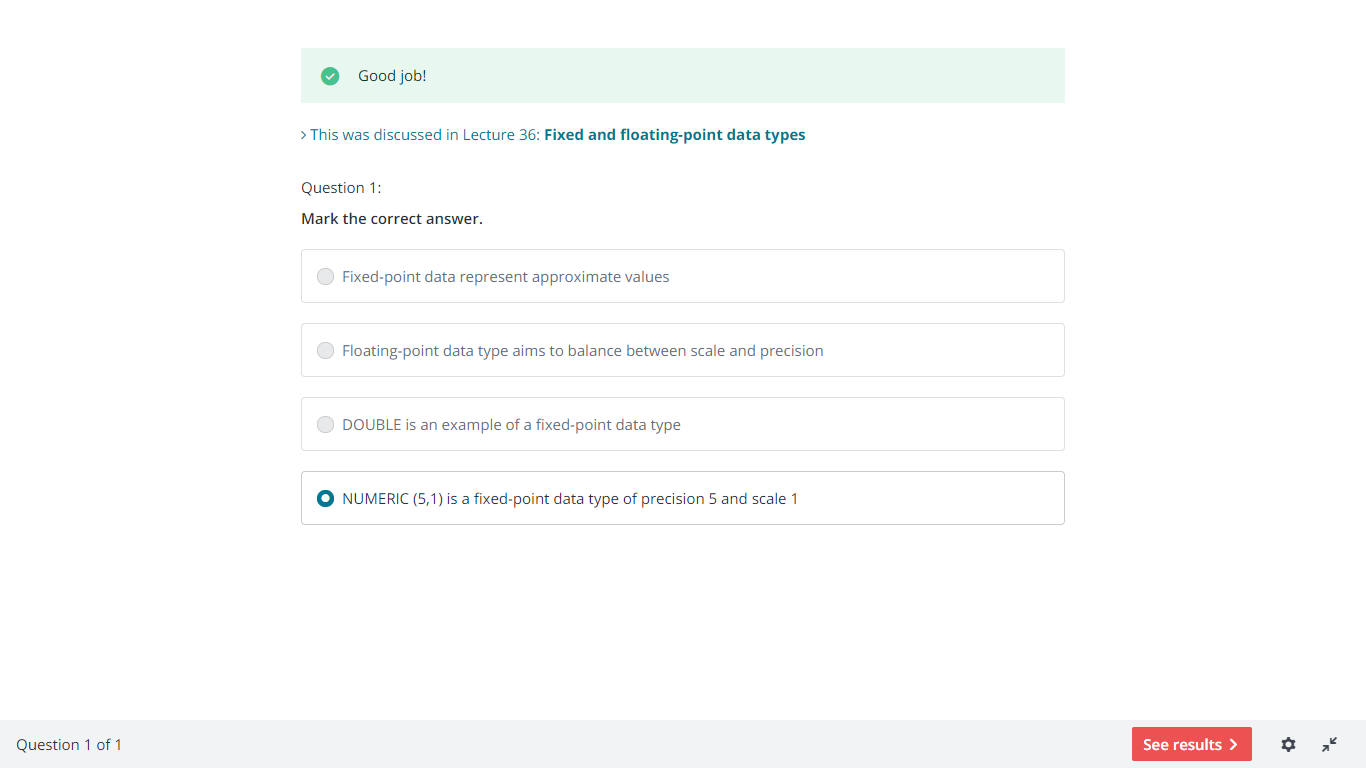 Good job!
› This was discussed in Lecture 36: Fixed and floating-point data types
Question 1:
Mark the correct answer.
Fixed-point data represent approximate values
Floating-point data type aims to balance between scale and precision
DOUBLE is an example of a fixed-point data type
NUMERIC (5,1) is a fixed-point data type of precision 5 and scale 1
Question 1 of 1
See results